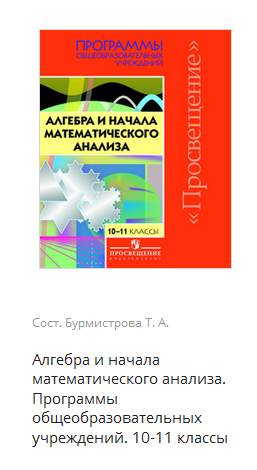 ПРОГРАММЫ
ОБЩЕОБРАЗОВАТЕЛЬНЫХ
УЧРЕЖДЕНИЙ
АЛГЕБРА И НАЧАЛА
МАТЕМАТИЧЕСКОГО
АНАЛИЗА
10–11 КЛАССЫ
ПРОСВЕЩЕНИЕ
ИЗДАТЕЛЬСТВО
«Просвещение»
Сост. Бурмистрова Т. А.
Алгебра и начала
математического анализа.
Программы
общеобразовательных
учреждений. 10-11 классы